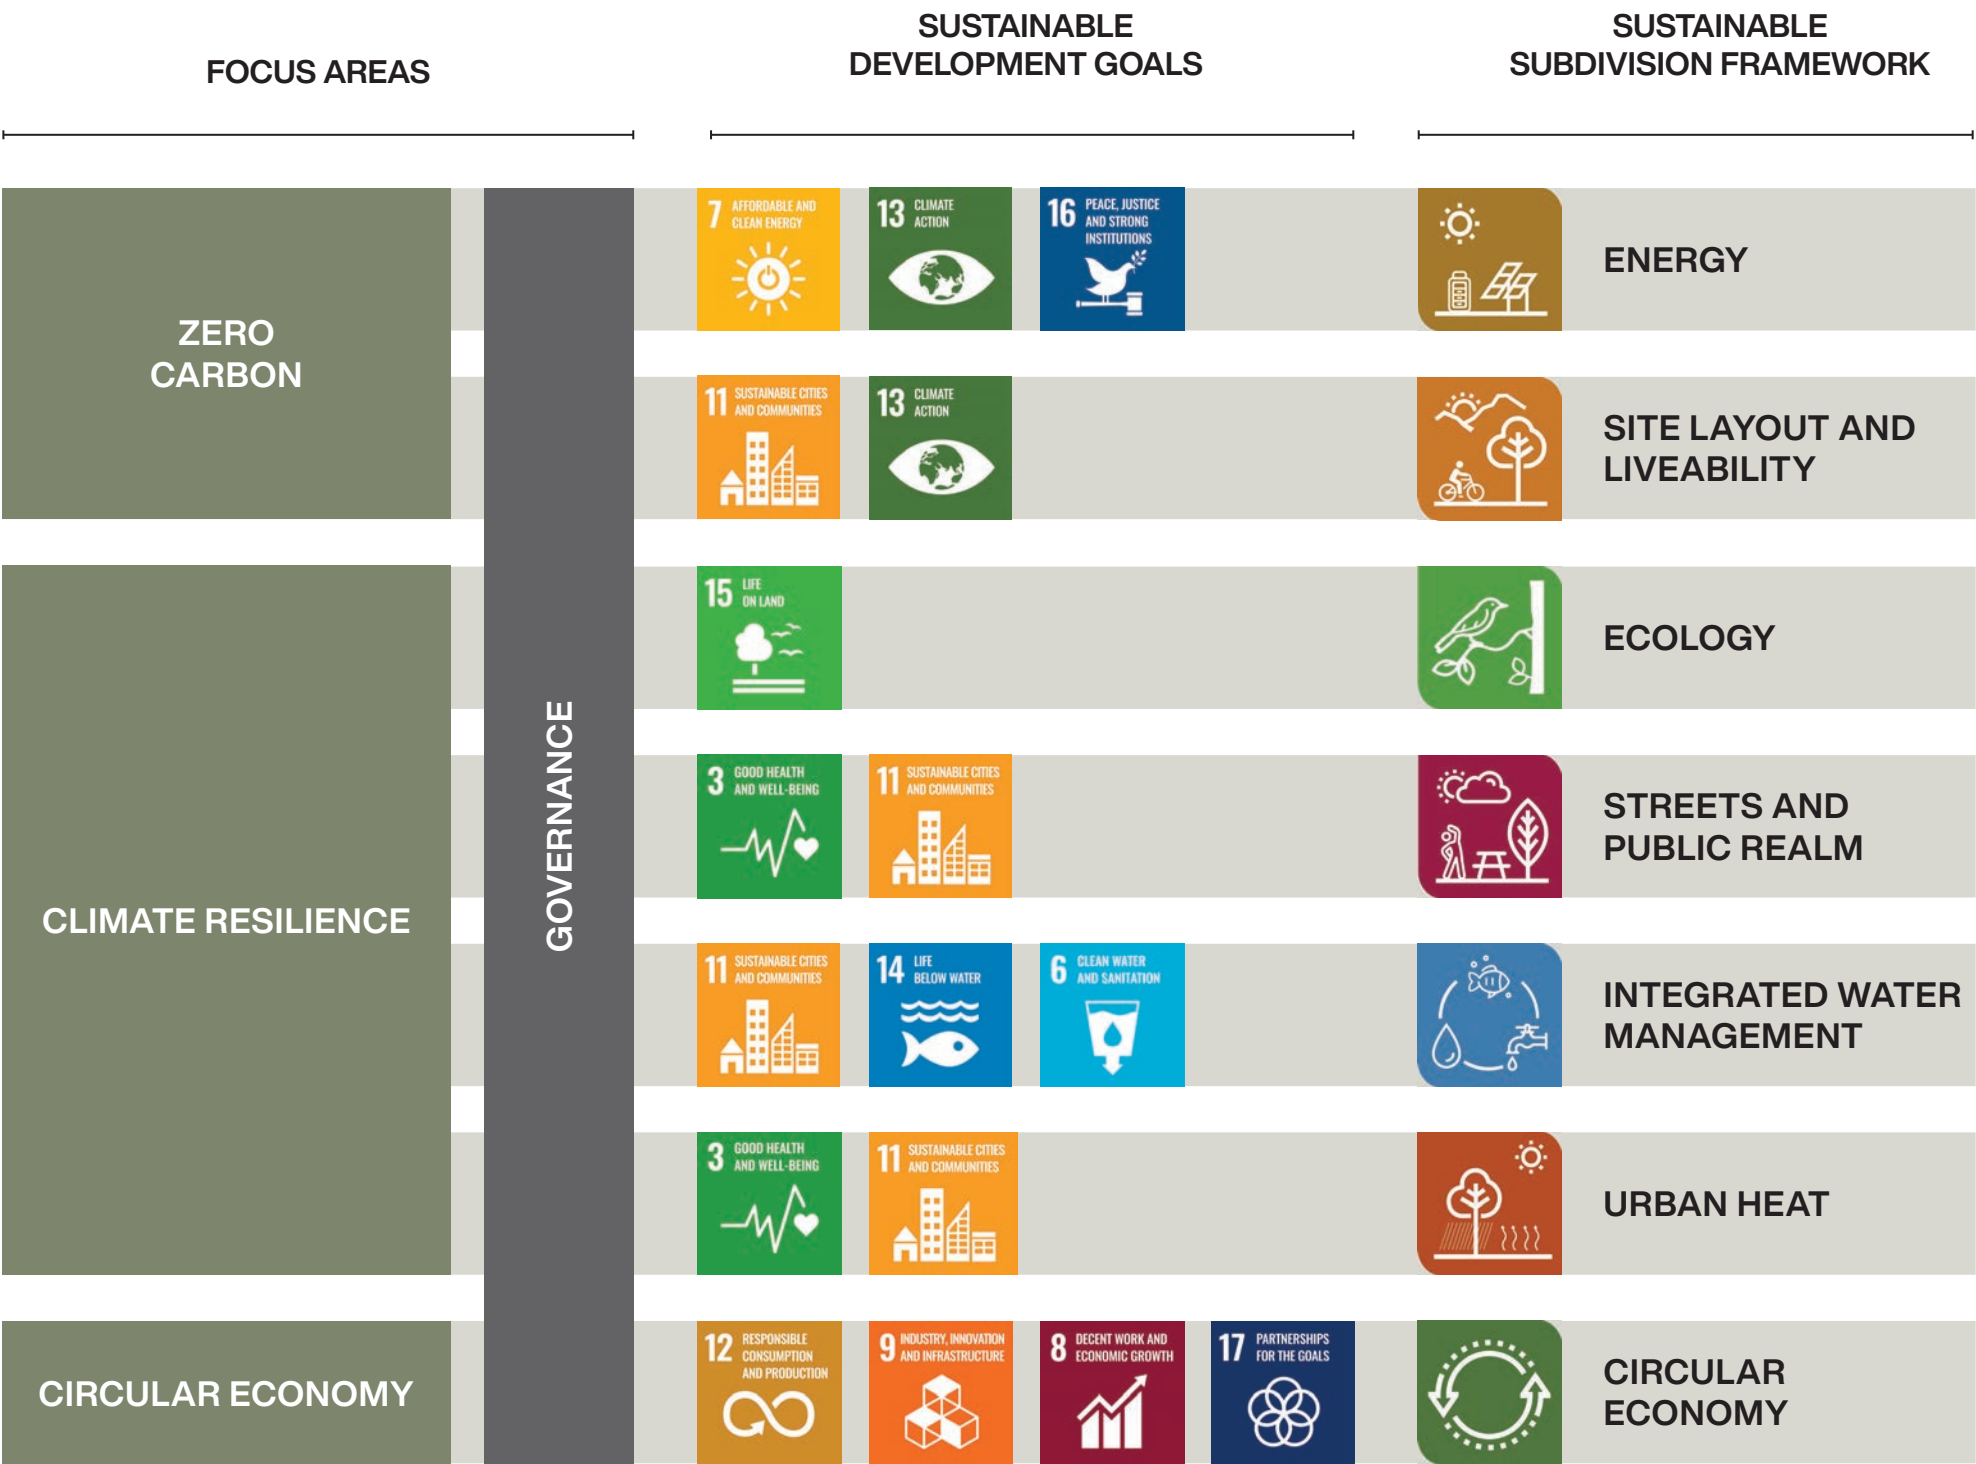 FOCUS AREAS
SUSTAINABLE
DEVELOPMENT GOALS
SUSTAINABLE
SUBDIVISION FRAMEWORK
ZERO
CARBON
GOVERNANCE
7 AFFORDABLE AND
CLEAN ENERGY
13 CLIMATE
ACTION
16 PEACE, JUSTICE
AND STRONG
INSTITUTIONS
ENERGY
11 SUSTAINABLE CITIES
AND COMMUNITIES
13 CLIMATE
ACTION
SITE LAYOUT AND
LIVEABILITY
CLIMATE RESILIENCE
15 LIFE
ON LAND
ECOLOGY
3 GOOD HEALTH
AND WELL-BEING
11 SUSTAINABLE CITIES
AND COMMUNITIES
STREETS AND
PUBLIC REALM
11 SUSTAINABLE CITIES
AND COMMUNITIES
14 LIFE
BELOW WATER
6 CLEAN WATER
AND SANITATION
INTEGRATED WATER
MANAGEMENT
3 GOOD HEALTH
AND WELL-BEING
11 SUSTAINABLE CITIES
AND COMMUNITIES
URBAN HEAT
CIRCULAR ECONOMY
12 RESPONSIBLE
CONSUMPTION
AND PRODUCTION
9 INDUSTRY, INNOVATION
AND INFRASTRUCTURE
8 DECENT WORK AND
ECONOMIC GROWTH
17 PARTNERSHIPS
FOR THE GOALS
CIRCULAR
ECONOMY